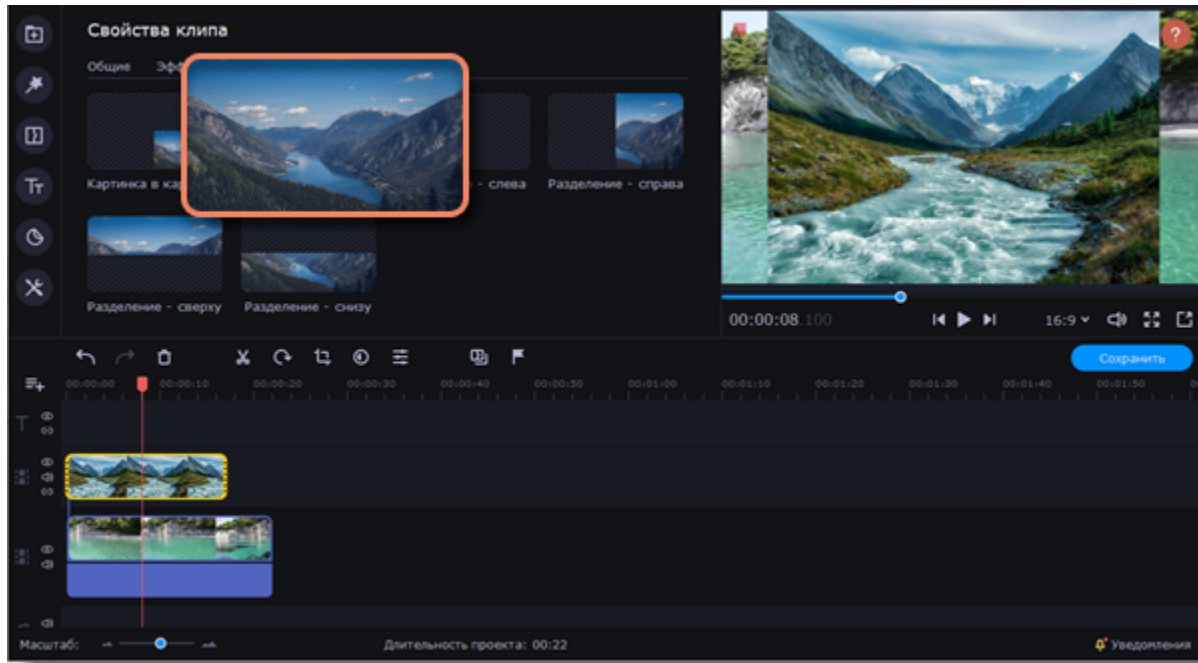 Свойства клипа
Общие
?
Картинка в
слева
Разделение - справа
Разделение - сверху
Разделение - снизу
00:00:08.100
16:9
Сохранить
00:00:00 00:00:10 00:00:20 00:00:30 00:00:40 00:00:50 00:01:00 00:01:10 00:01:20 00:01:30 00:01:40 00:01:50
Масштаб:
Длительность проекта: 00:22
Уведомления